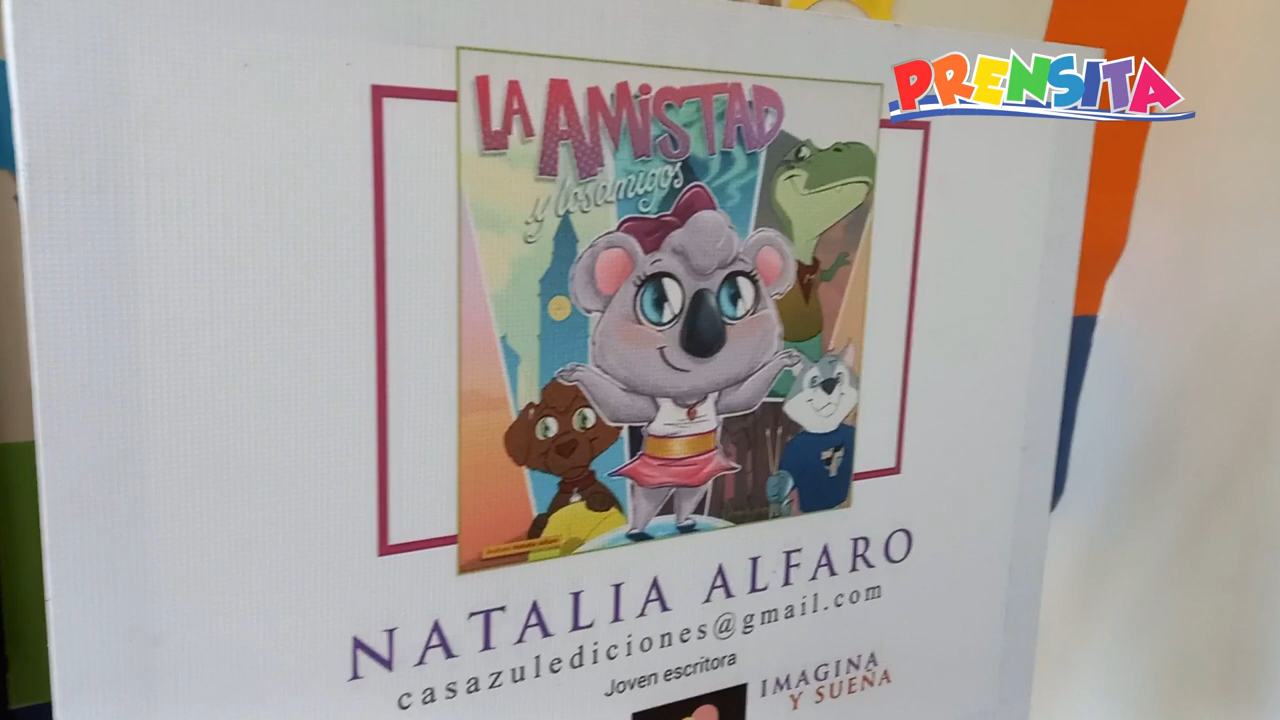 PRENSITA
LA AMISTAD
y los amigos
NATALIA ALFARO
casazulediciones@gmail.com
Joven escritora
IMAGINA
Y SUEÑA